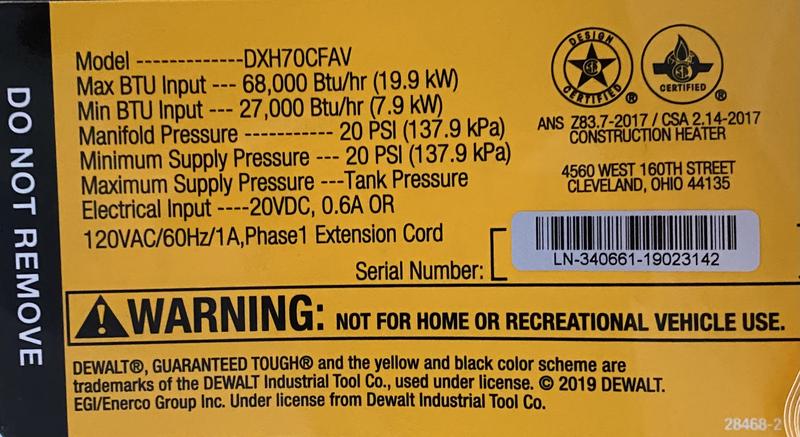 DO NOT REMOVE
Model -------------DXH70CFAV
Max BTU Input --- 68,000 Btu/hr (19.9 kW)
Min BTU Input --- 27,000 Btu/hr (7.9 kW)
Manifold Pressure ----------- 20 PSI (137.9 kPa)
Minimum Supply Pressure --- 20 PSI (137.9 kPa)
Maximum Supply Pressure ---Tank Pressure
Electrical Input ----20VDC, 0.6A OR
120VAC/60Hz/1A,Phase1 Extension Cord
Serial Number:
DESIGN
CERTIFIED
®
CERTIFIED
®
ANS Z83.7-2017 / CSA 2.14-2017
CONSTRUCTION HEATER
4560 WEST 160TH STREET
CLEVELAND, OHIO 44135
LN-340661-19023142
WARNING: NOT FOR HOME OR RECREATIONAL VEHICLE USE.
DEWALT®, GUARANTEED TOUGH® and the yellow and black color scheme are
trademarks of the DEWALT Industrial Tool Co., used under license. © 2019 DEWALT.
EGI/Enerco Group Inc. Under license from Dewalt Industrial Tool Co.
28468-2